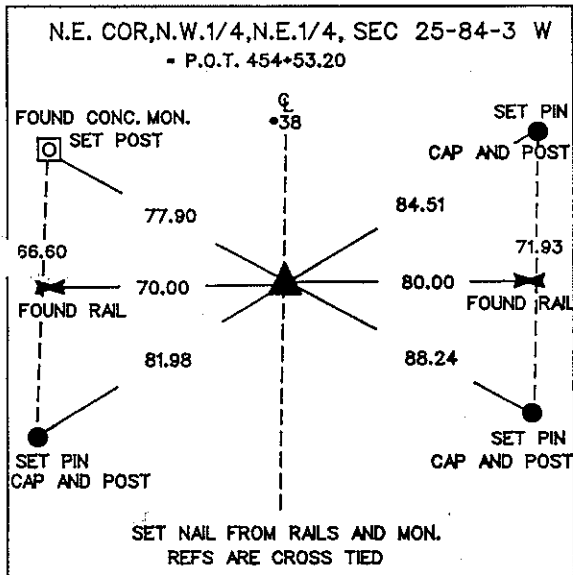 N.E. COR,N.W.1/4,N.E.1/4, SEC 25-84-3 W
= P.O.T. 454+53.20
℄
38
FOUND CONC. MON.
SET POST
SET PIN
CAP AND POST
77.90
84.51
66.60
71.93
70.00
80.00
FOUND RAIL
FOUND RAIL
81.98
88.24
SET PIN
CAP AND POST
SET PIN
CAP AND POST
SET NAIL FROM RAILS AND MON.
REFS ARE CROSS TIED